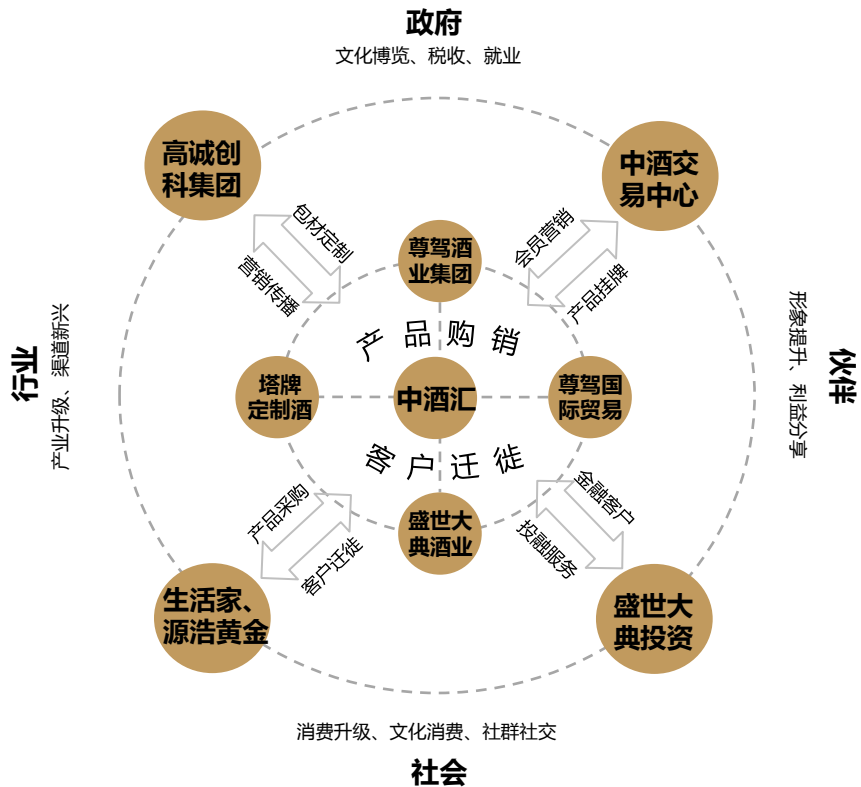 政府
文化博览、税收、就业
高诚创
科集团
中酒交
易中心
包材定制
营销传播
会员营销
产品挂牌
尊驾酒
业集团
产品购销
行业
产业升级、渠道新兴
塔牌
定制酒
中酒汇
尊驾国
际贸易
形象提升、利益分享
伙伴
客户迁徙
盛世大
典酒业
产品采购
客户迁徙
金融客户
投融服务
生活家、
源浩黄金
盛世大
典投资
消费升级、文化消费、社群社交
社会